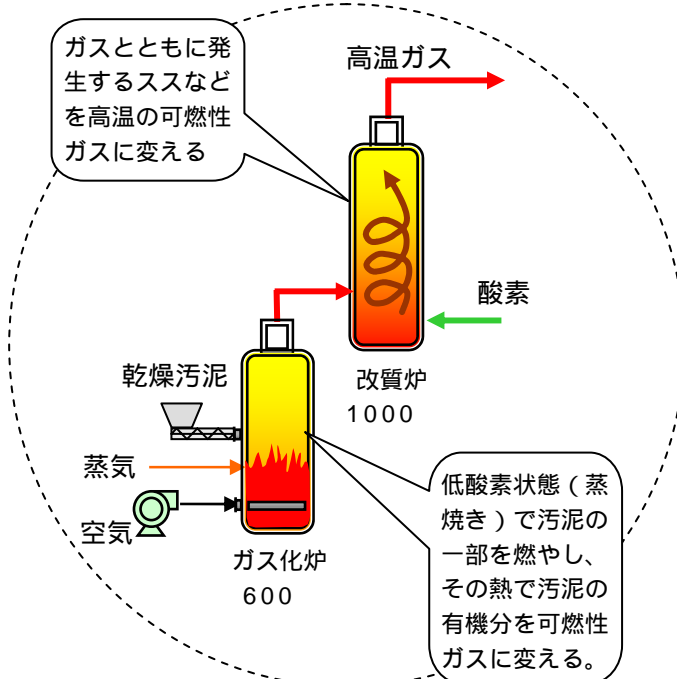 ガスとともに発
生するススなど
を高温の可燃性
ガスに変える
高温ガス
酸素
改質炉
1000
乾燥汚泥
蒸気
空気
ガス化炉
600
低酸素状態（蒸
焼き）で汚泥の
一部を燃やし、
その熱で汚泥の
有機分を可燃性
ガスに変える。